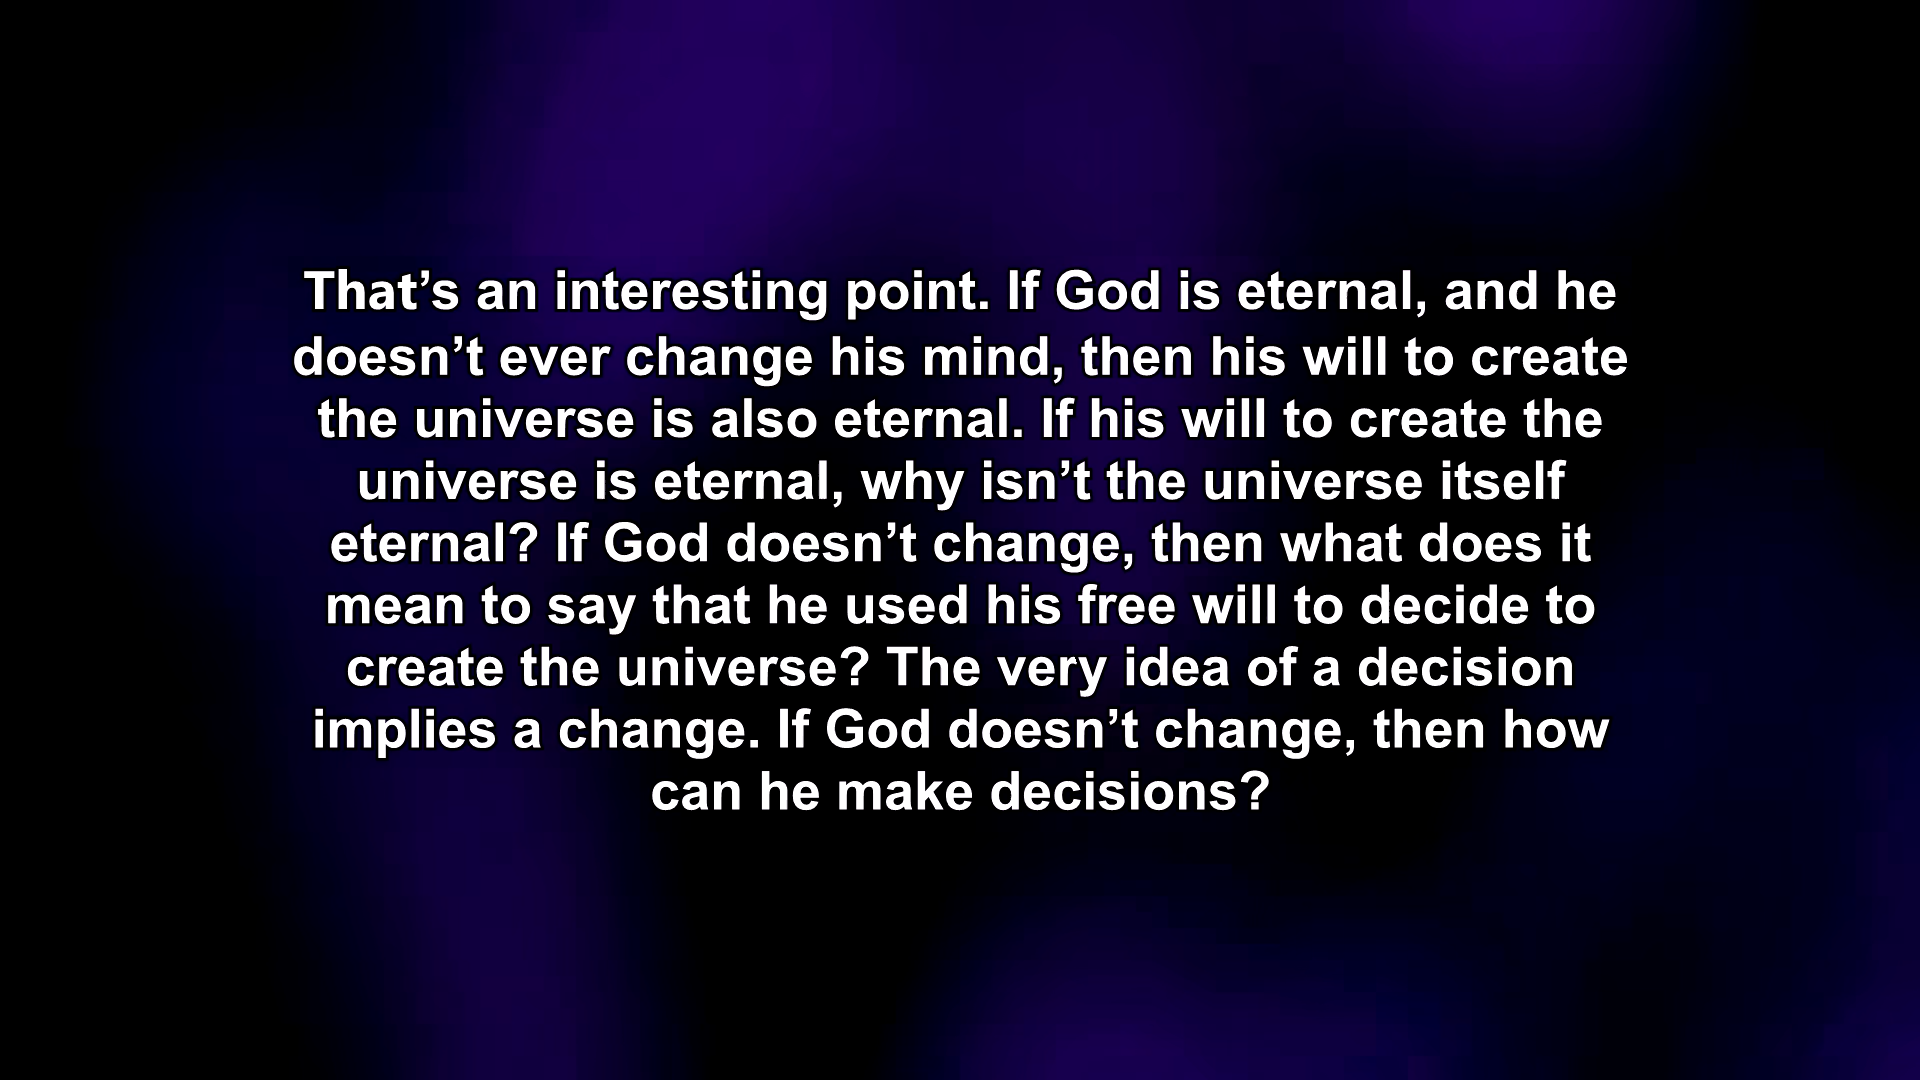 That’s an interesting point. If God is eternal, and he
doesn’t ever change his mind, then his will to create
the universe is also eternal. If his will to create the
universe is eternal, why isn’t the universe itself
eternal? If God doesn’t change, then what does it
mean to say that he used his free will to decide to
create the universe? The very idea of a decision
implies a change. If God doesn’t change, then how
can he make decisions?